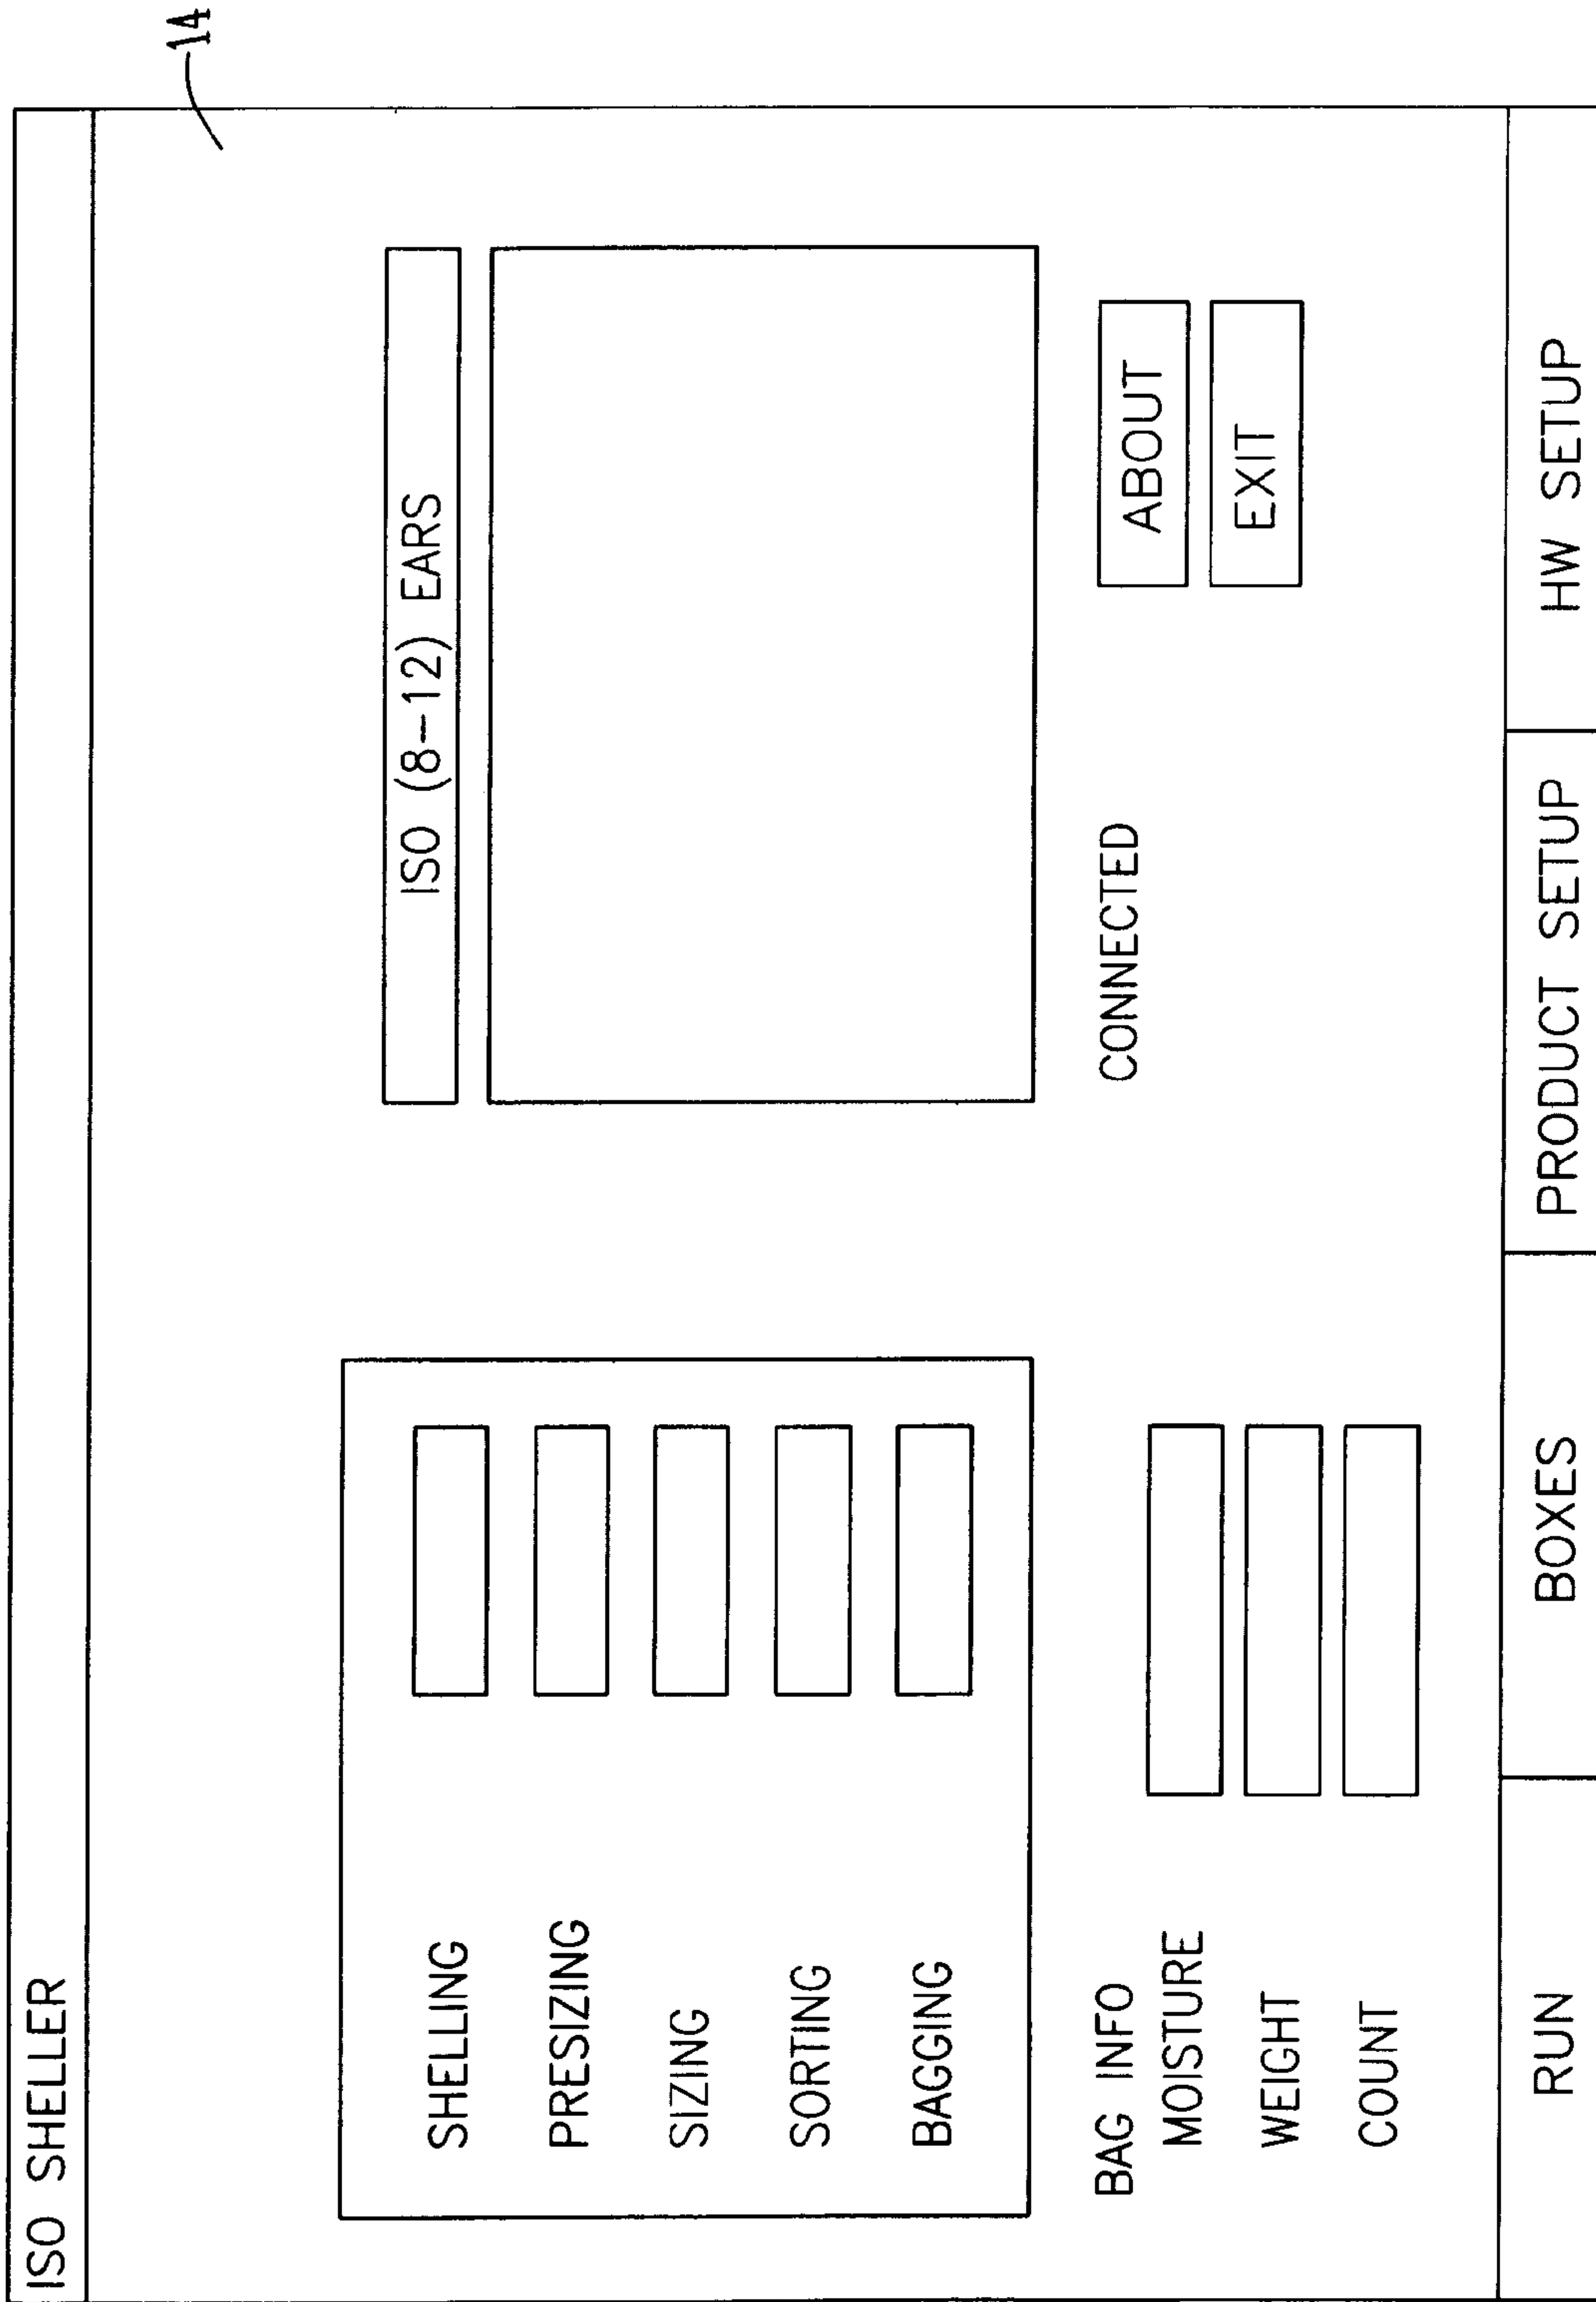 ISO SHELLER
14
SHELLING
PRESIZING
SIZING
SORTING
BAGGING
BAG INFO
MOISTURE
WEIGHT
COUNT
ISO (8-12) EARS
CONNECTED
ABOUT
EXIT
RUN
BOXES
PRODUCT SETUP
HW SETUP